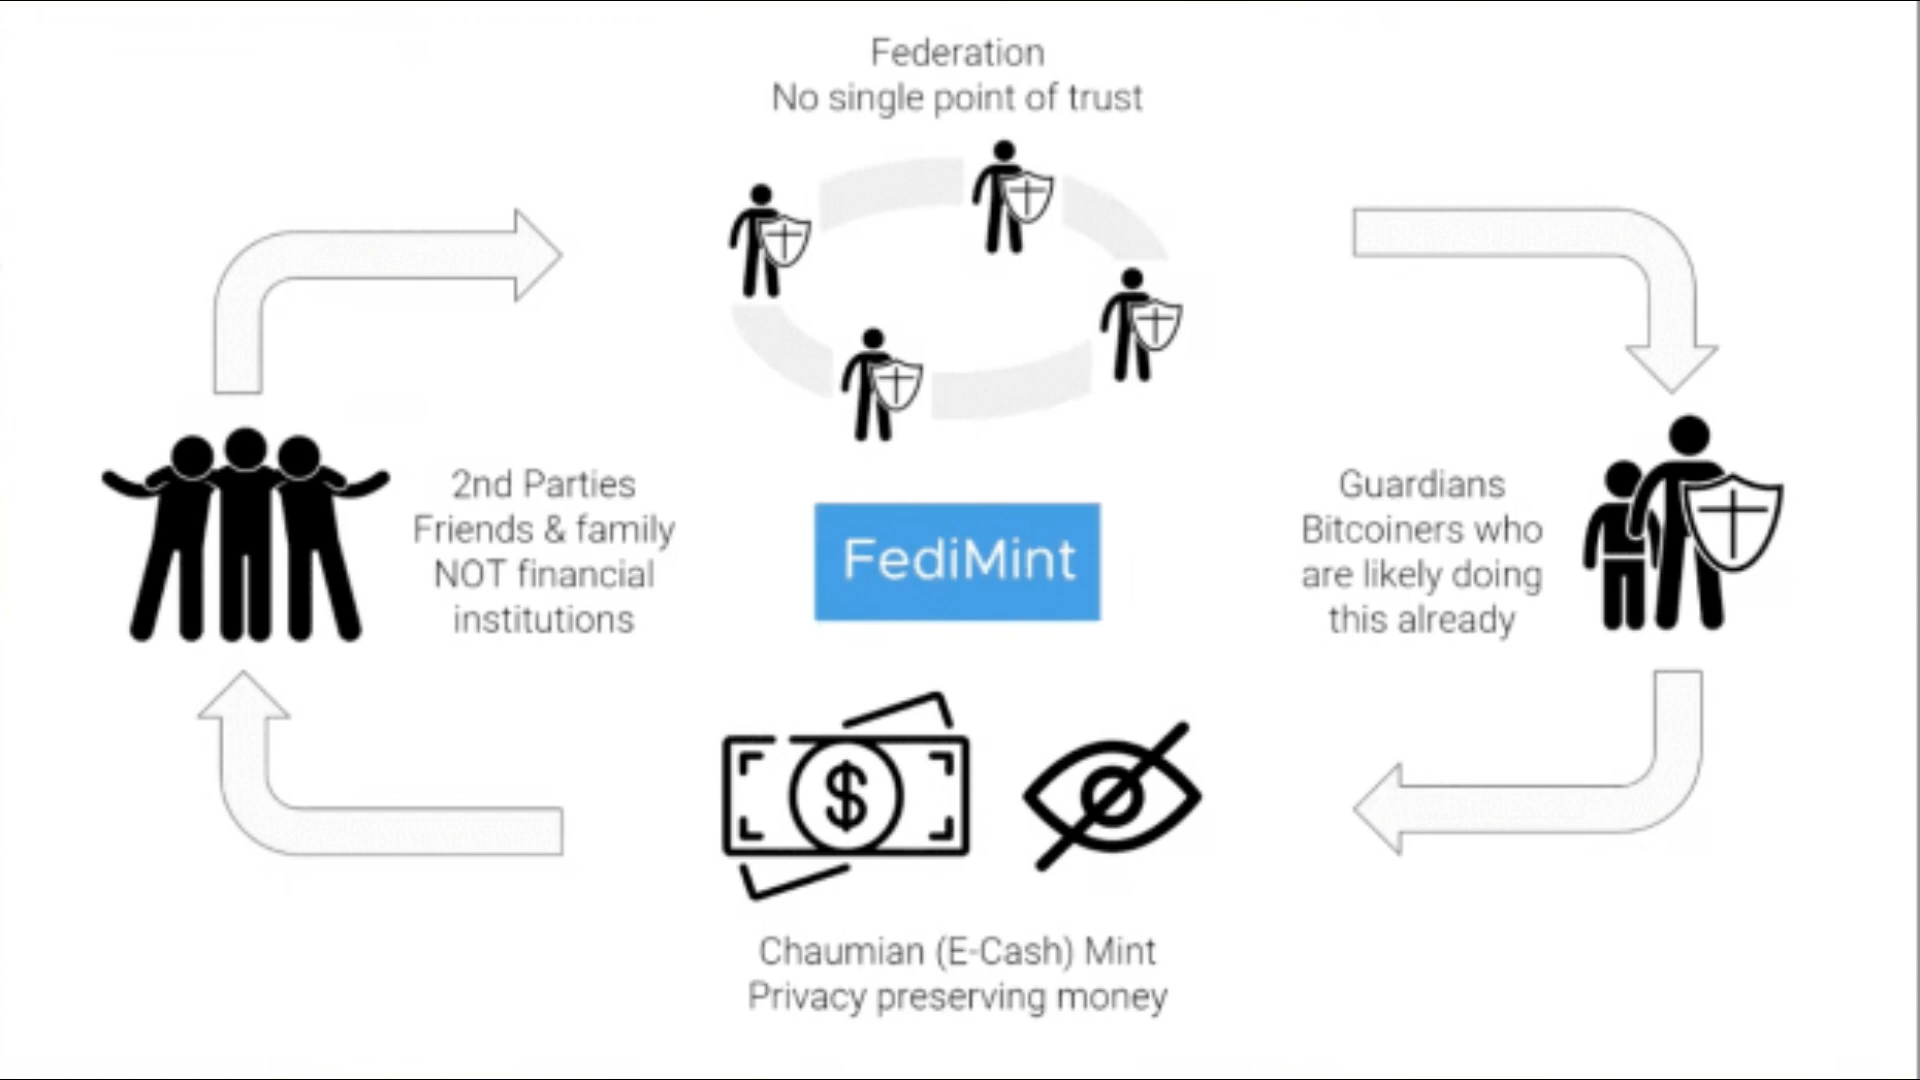 Federation
No single point of trust
2nd Parties
Friends & family
NOT financial
institutions
FediMint
Guardians
Bitcoiners who
are likely doing
this already
$
Chaumian (E-Cash) Mint
Privacy preserving money